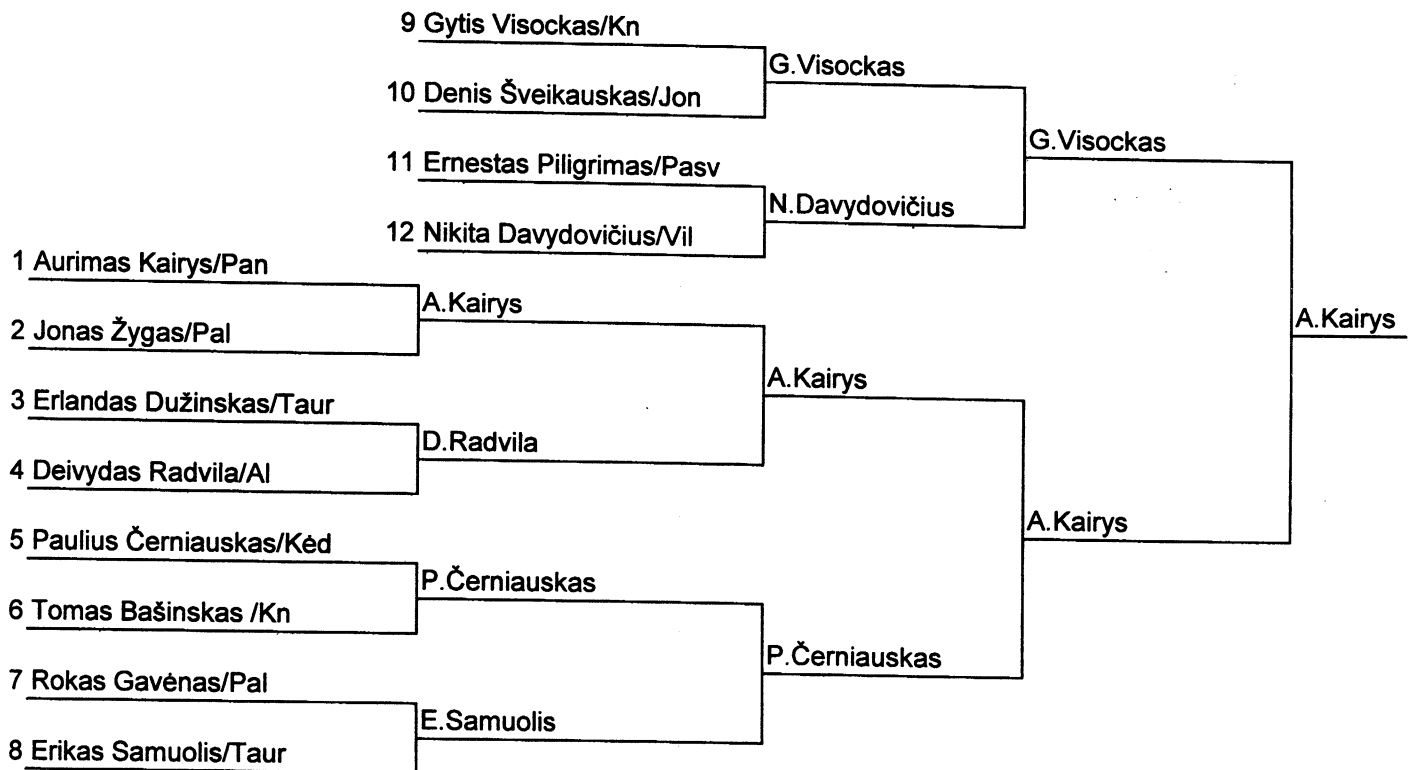 9 Gytis Visockas/Kn
G.Visockas
10 Denis Šveikauskas/Jon
G.Visockas
11 Ernestas Piligrimas/Pasv
N.Davydovičius
12 Nikita Davydovičius/Vil
1 Aurimas Kairys/Pan
A.Kairys
2 Jonas Žygas/Pal
A.Kairys
A.Kairys
3 Erlandas Dužinskas/Taur
D.Radvila
4 Deivydas Radvila/Al
A.Kairys
5 Paulius Černiauskas/Kėd
P.Černiauskas
6 Tomas Bašinskas /Kn
P.Černiauskas
7 Rokas Gavėnas/Pal
E.Samuolis
8 Erikas Samuolis/Taur